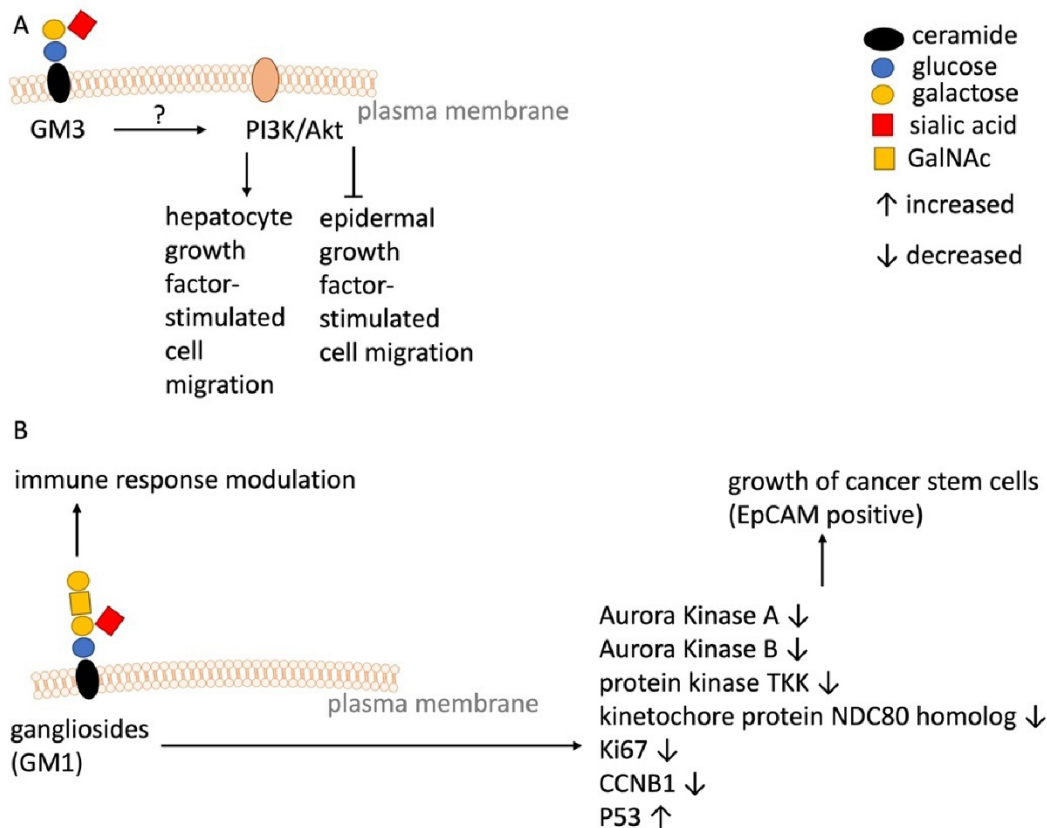 A
ceramide
glucose
galactose
sialic acid
GalNAc
↑ increased
↓ decreased
plasma membrane
GM3
?
PI3K/Akt
hepatocyte
growth
factor-
stimulated
cell
migration
epidermal
growth
factor-
stimulated
cell migration
B
immune response modulation
growth of cancer stem cells
(EpCAM positive)
plasma membrane
gangliosides
(GM1)
Aurora Kinase A ↓
Aurora Kinase B ↓
protein kinase TKK ↓
kinetochore protein NDC80 homolog ↓
Ki67 ↓
CCNB1 ↓
P53 ↑